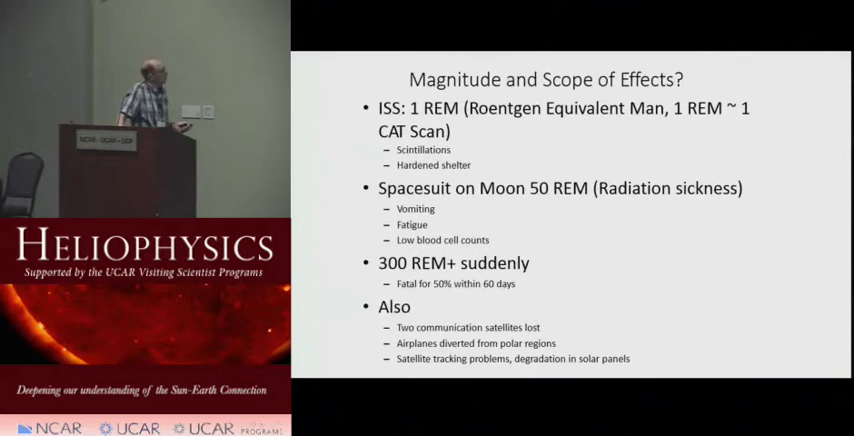 NCAR - UCAR - UCP
HELIOPHYSICS
Supported by the UCAR Visiting Scientist Programs
Deepening our understanding of the Sun-Earth Connection
NCAR UCAR UCAR PROGRAMS
Magnitude and Scope of Effects?
• ISS: 1 REM (Roentgen Equivalent Man, 1 REM ~ 1
CAT Scan)
– Scintillations
– Hardened shelter
• Spacesuit on Moon 50 REM (Radiation sickness)
– Vomiting
– Fatigue
– Low blood cell counts
• 300 REM+ suddenly
– Fatal for 50% within 60 days
• Also
– Two communication satellites lost
– Airplanes diverted from polar regions
– Satellite tracking problems, degradation in solar panels